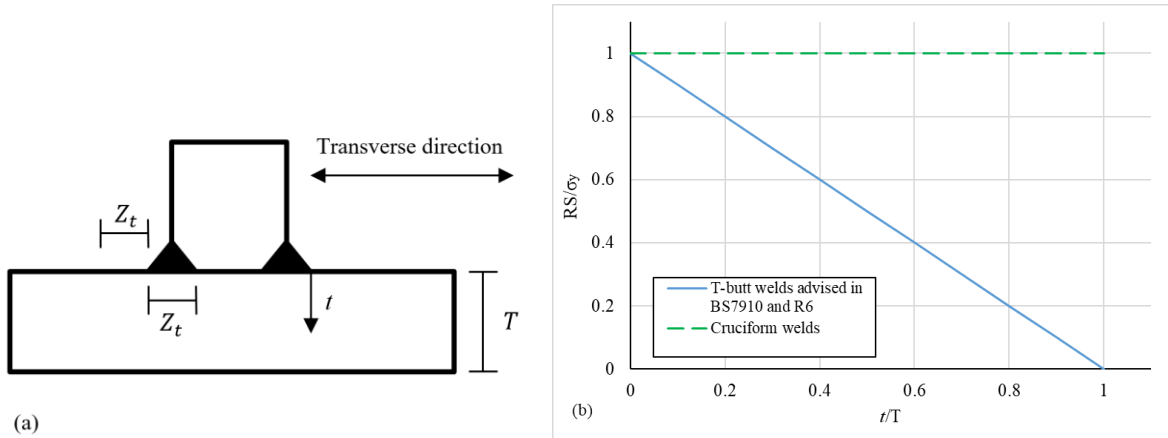 Transverse direction
Z_t
Z_t
t
T
(a)
RS/σy
1
0.8
0.6
0.4
0.2
0
T-butt welds advised in
BS7910 and R6
Cruciform welds
0
0.2
0.4
0.6
0.8
1
t/T
(b)